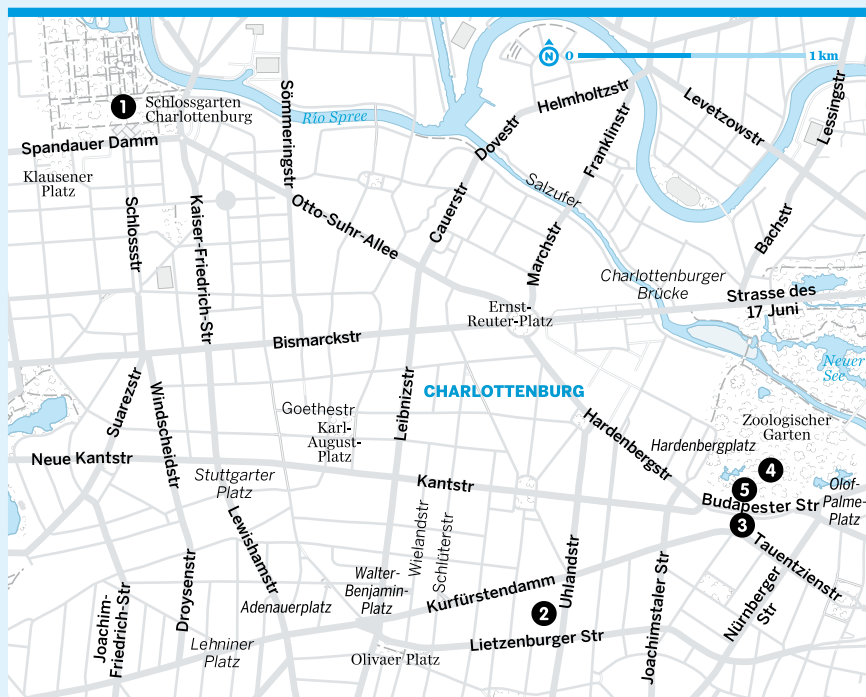 N
0
1 km
Helmholtzstr
Levetzowstr
Lessingstr
1
Schlossgarten
Charlottenburg
Sömmeringstr
Río Spree
Dovestr
Franklinstr
Spandauer Damm
Klausener
Platz
Salzufer
Schlossstr
Kaiser-Friedrich-Str
Otto-Suhr-Allee
Cauerstr
Marchstr
Bachstr
Charlottenburger
Brücke
Strasse des
17 Juni
Ernst-
Reuter-Platz
Bismarckstr
Neuer
See
Suarezstr
Windscheidstr
Leibnizstr
CHARLOTTENBURG
Goethestr
Karl-
August-
Platz
Hardenbergstr
Zoologischer
Garten
Hardenbergplatz
Neue Kantstr
Stuttgarter
Platz
Kantstr
4
5
Budapester Str
Olof-
Palme-
Platz
3
Tauentzienstr
Lewishamstr
Wielandstr
Schlüterstr
Walter-
Benjamin-
Platz
Kurfürstendamm
Uhlandstr
2
Joachimstaler Str
Nürnberger
Str
Joachim-
Friedrich-Str
Droysenstr
Adenauerplatz
Lehniner
Platz
Olivaer Platz
Lietzenburger Str